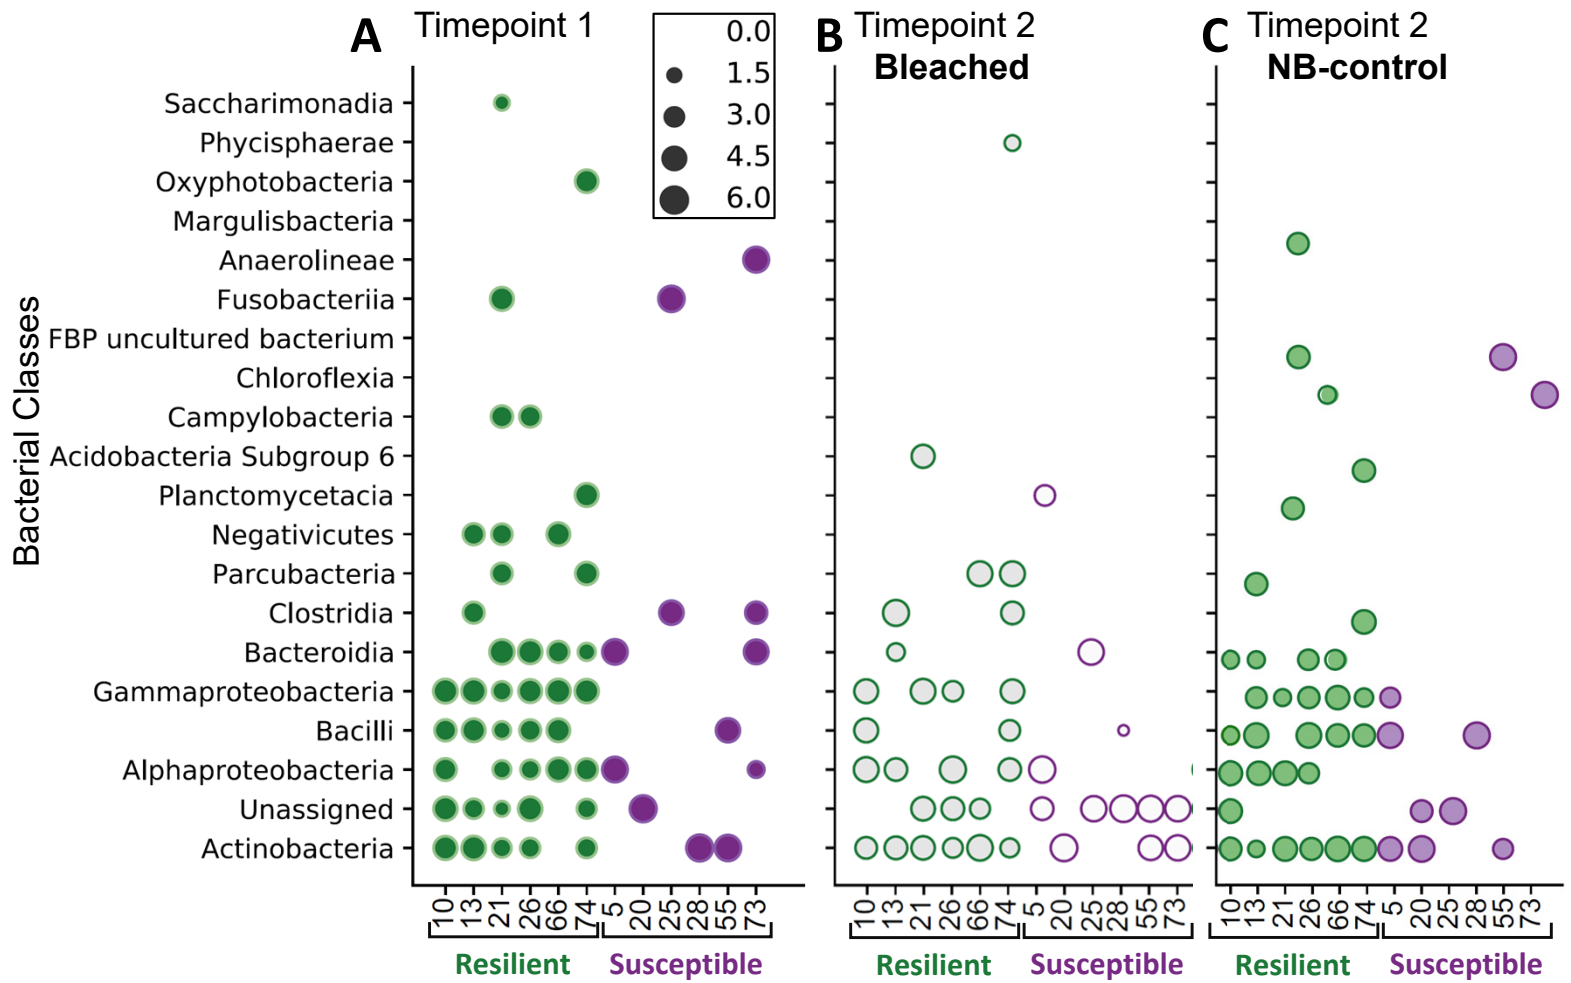 A Timepoint 1
0.0
1.5
3.0
4.5
6.0
B Timepoint 2
Bleached
C Timepoint 2
NB-control
Bacterial Classes
Saccharimonadia
Phycisphaerae
Oxyphotobacteria
Margulisbacteria
Anaerolineae
Fusobacteriia
FBP uncultured bacterium
Chloroflexia
Campylobacteria
Acidobacteria Subgroup 6
Planctomycetacia
Negativicutes
Parcubacteria
Clostridia
Bacteroidia
Gammaproteobacteria
Bacilli
Alphaproteobacteria
Unassigned
Actinobacteria
10 13 21 26 66 74 5 20 25 28 55 73
Resilient Susceptible
10 13 21 26 66 74 5 20 25 28 55 73
Resilient Susceptible
10 13 21 26 66 74 5 20 25 28 55 73
Resilient Susceptible